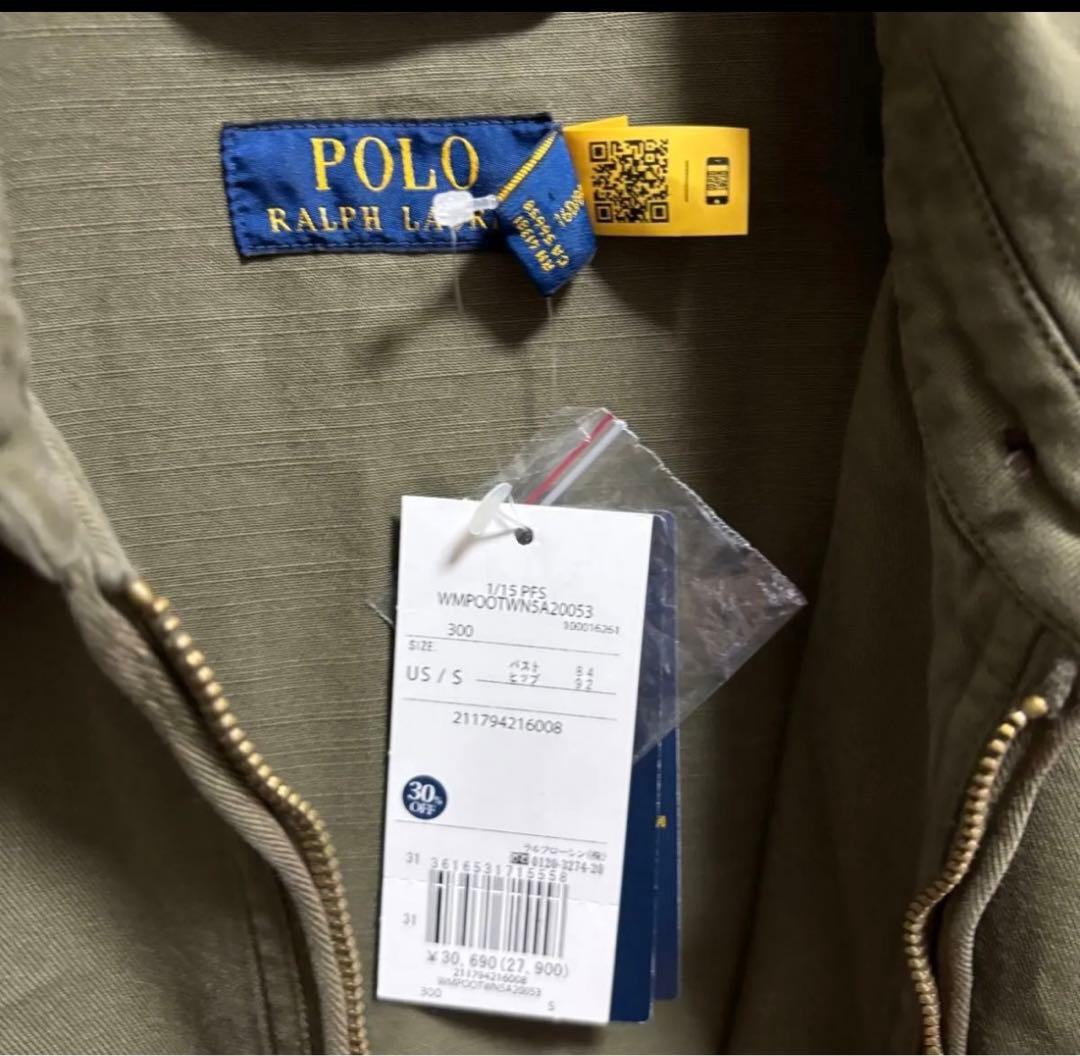 POLO
RALPH
RN 41381
CA 56638
1/15 PFS
WMPOOTWN5A20053
100016261
300
SIZE:
US / S
バスト 84
ヒップ 92
211794216008
30% OFF
ラルフローレン(株)
0120-3274-20
31 3616531715558
31
¥30,690(27,900)
211794216008
WMPOOTWN5A20053
300 S